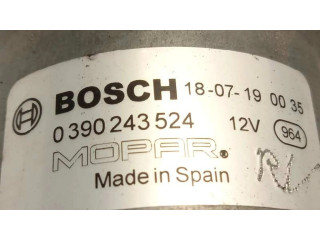 BOSCH 18-07-19 00 35
0 390 243 524 12V 964
MOPAR®
Made in Spain